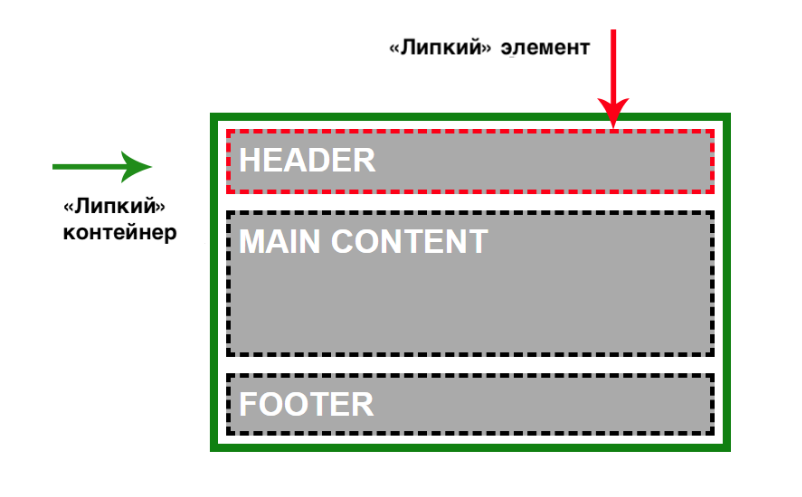 «Липкий» элемент
HEADER
«Липкий»
контейнер
MAIN CONTENT
FOOTER